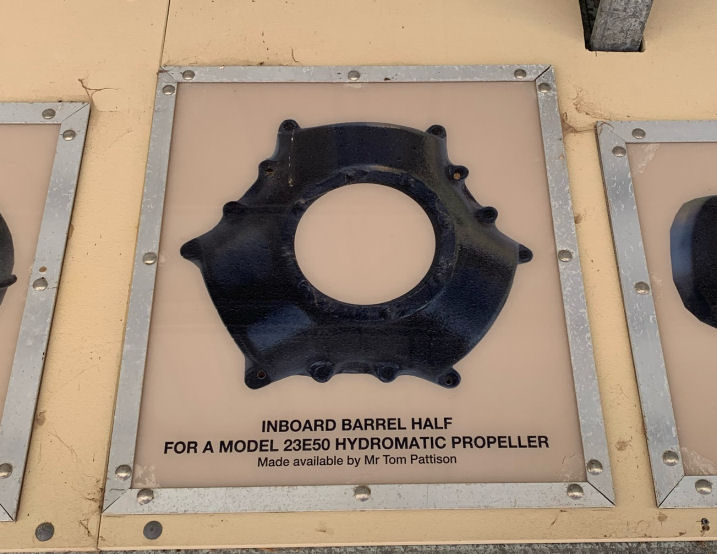 INBOARD BARREL HALF
FOR A MODEL 23E50 HYDROMATIC PROPELLER
Made available by Mr Tom Pattison